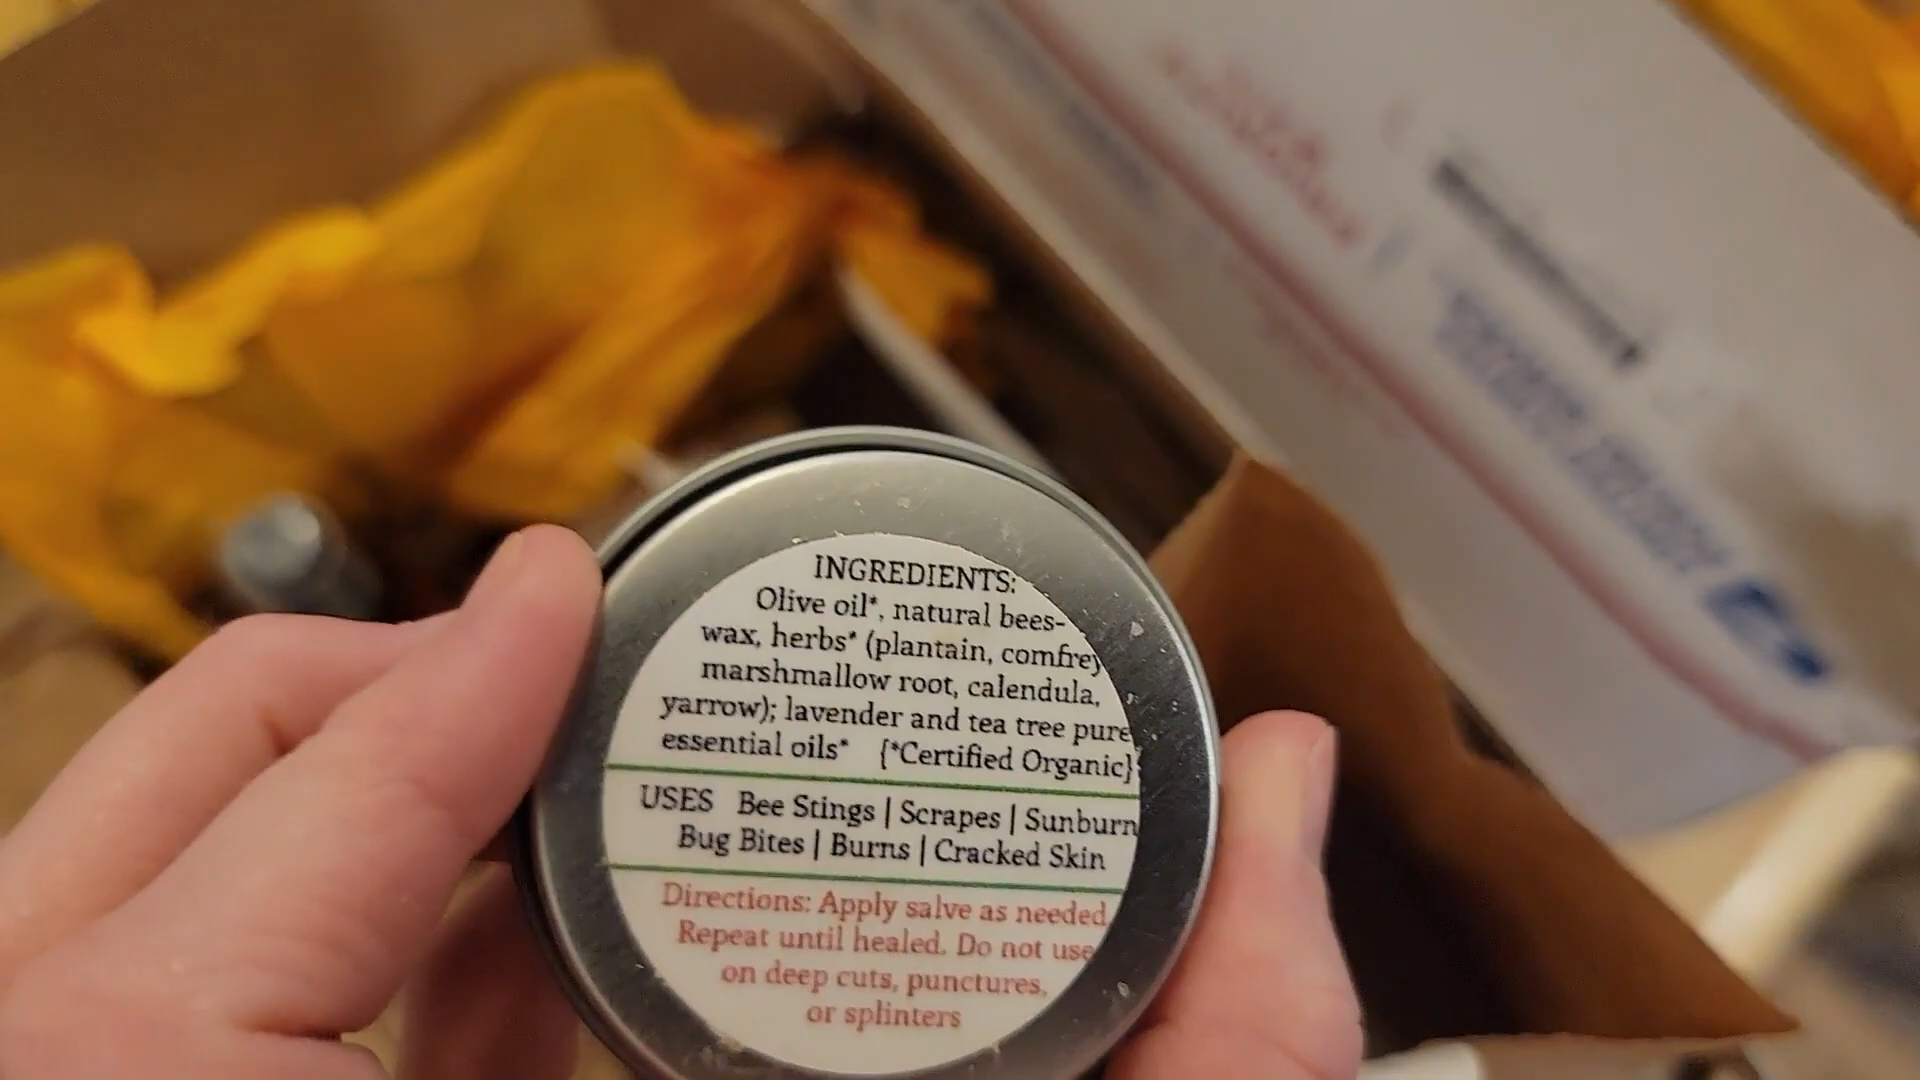 INGREDIENTS:
Olive oil*, natural bees-
wax, herbs* (plantain, comfrey
marshmallow root, calendula,
yarrow); lavender and tea tree pure
essential oils* {*Certified Organic}
USES Bee Stings | Scrapes | Sunburn
Bug Bites | Burns | Cracked Skin
Directions: Apply salve as needed
Repeat until healed. Do not use
on deep cuts, punctures,
or splinters